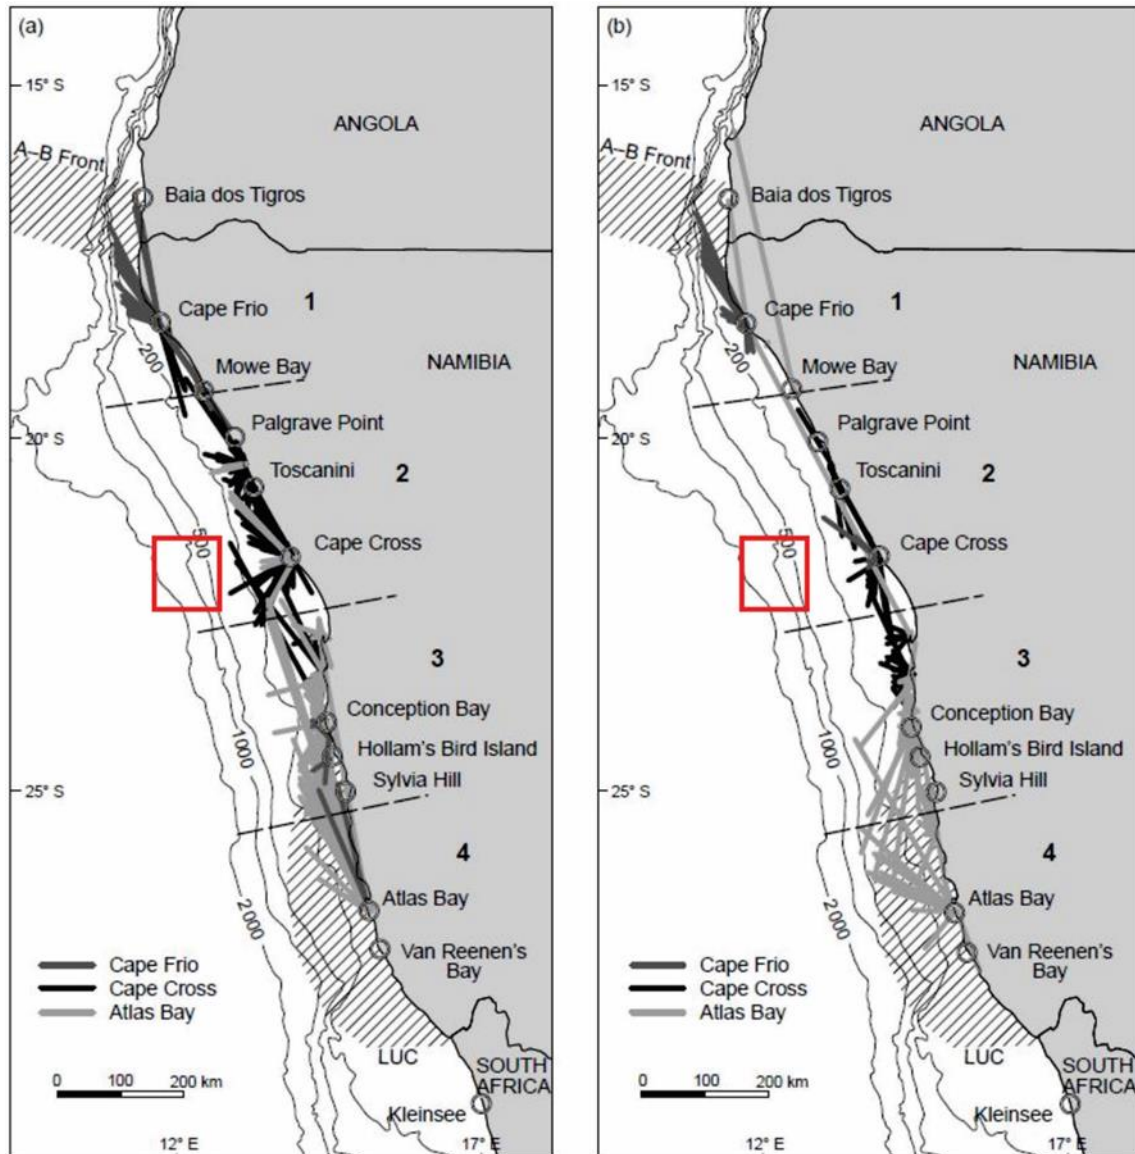 (a)
15° S
ANGOLA
A–B Front
Baia dos Tigros
1
Cape Frio
200
Mowe Bay
NAMIBIA
20° S
Palgrave Point
2
Toscanini
500
Cape Cross
3
Conception Bay
1000
Hollam's Bird Island
Sylvia Hill
25° S
4
2 000
Atlas Bay
Van Reenen's
Bay
Cape Frio
Cape Cross
Atlas Bay
LUC
SOUTH
AFRICA
0 100 200 km
Kleinsee
12° E
17° E
(b)
15° S
ANGOLA
A–B Front
Baia dos Tigros
1
Cape Frio
200
Mowe Bay
NAMIBIA
20° S
Palgrave Point
2
Toscanini
500
Cape Cross
3
Conception Bay
1000
Hollam's Bird Island
Sylvia Hill
25° S
4
2 000
Atlas Bay
Van Reenen's
Bay
Cape Frio
Cape Cross
Atlas Bay
LUC
SOUTH
AFRICA
0 100 200 km
Kleinsee
12° E
17° E